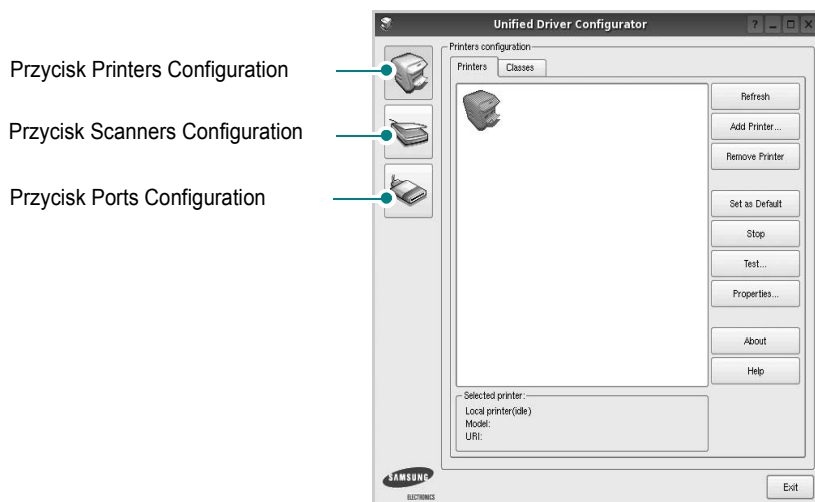 Unified Driver Configurator
Przycisk Printers Configuration
Przycisk Scanners Configuration
Przycisk Ports Configuration
Printers configuration
Printers
Classes
Refresh
Add Printer...
Remove Printer
Set as Default
Stop
Test...
Properties...
About
Help
Selected printer:
Local printer(idle)
Model:
URI:
SAMSUNG
ELECTRONICS
Exit